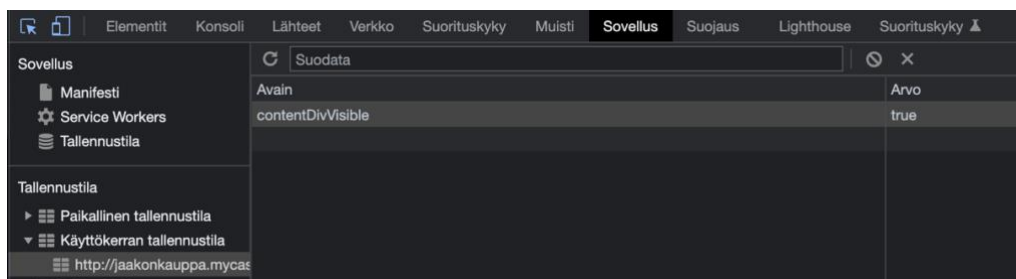 Elementit Konsoli Lähteet Verkko Suorituskyky Muisti Sovellus Suojaus Lighthouse Suorituskyky
Sovellus
Manifesti
Service Workers
Tallennustila
Tallennustila
Paikallinen tallennustila
Käyttökerran tallennustila
http://jaakonkauppa.mycas
Suodata
Avain Arvo
contentDivVisible true